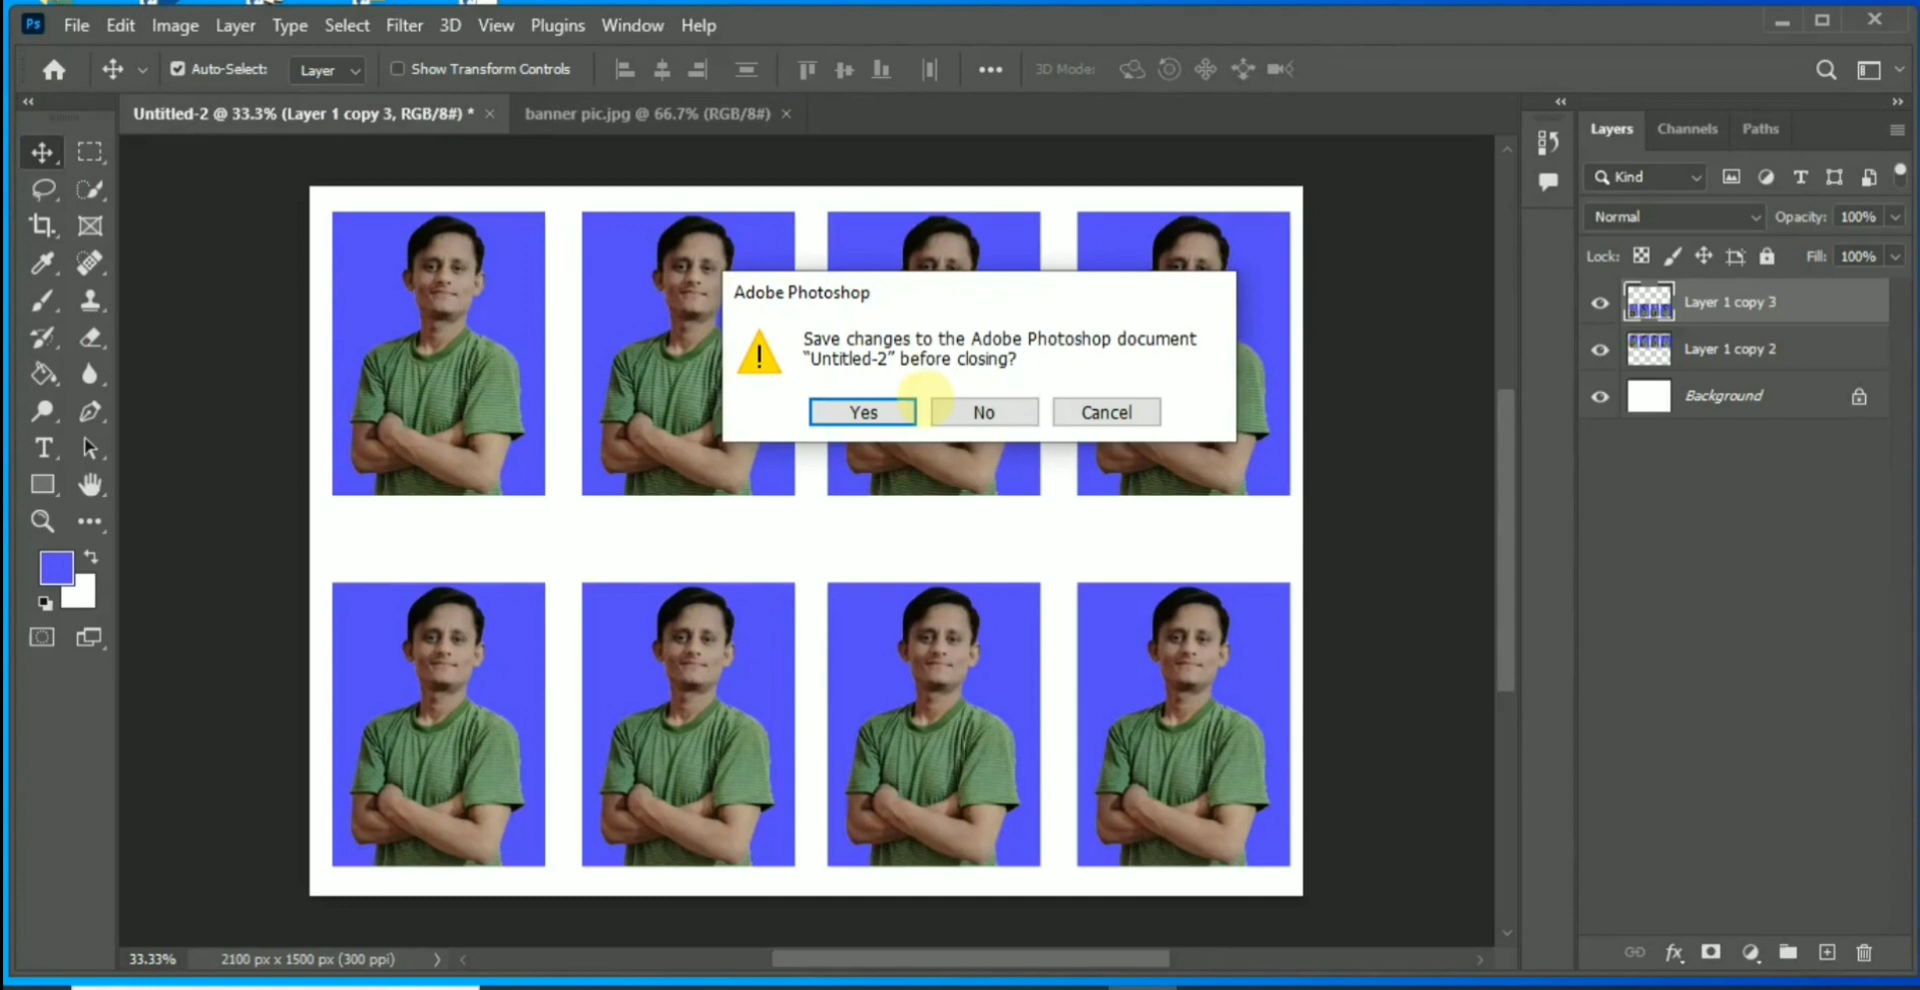 Ps File Edit Image Layer Type Select Filter 3D View Plugins Window Help
Auto-Select: Layer Show Transform Controls 3D Mode:
Untitled-2 @ 33.3% (Layer 1 copy 3, RGB/8#) * banner pic.jpg @ 66.7% (RGB/8#)
Layers Channels Paths
Kind
Normal Opacity: 100%
Lock: Fill: 100%
Layer 1 copy 3
Layer 1 copy 2
Background
Adobe Photoshop
Save changes to the Adobe Photoshop document
“Untitled-2” before closing?
Yes No Cancel
33.33% 2100 px x 1500 px (300 ppi)